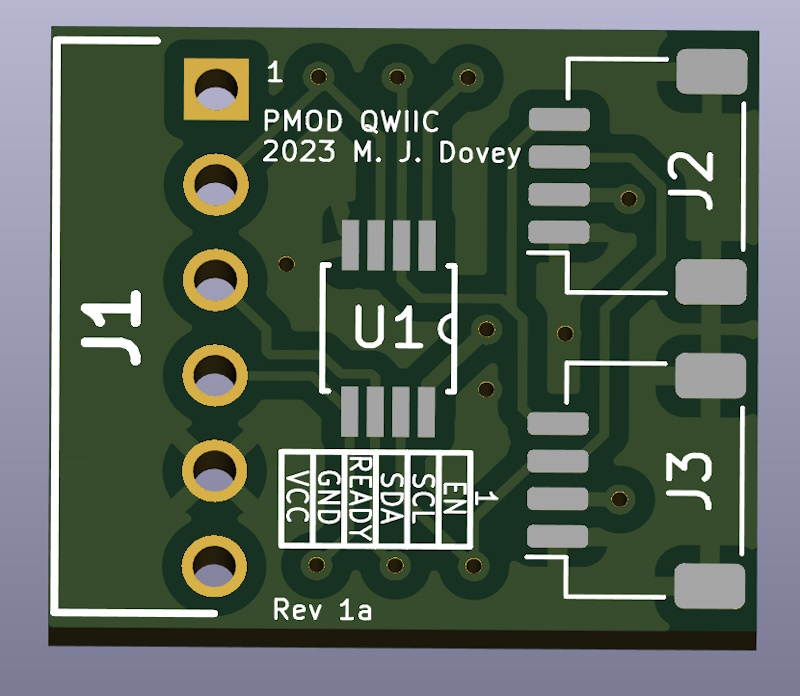 1
PMOD QWIIC
2023 M. J. Dovey
J2
J1
U1
J3
VCC
GND
READY
SDA
SCL
EN
1
Rev 1a